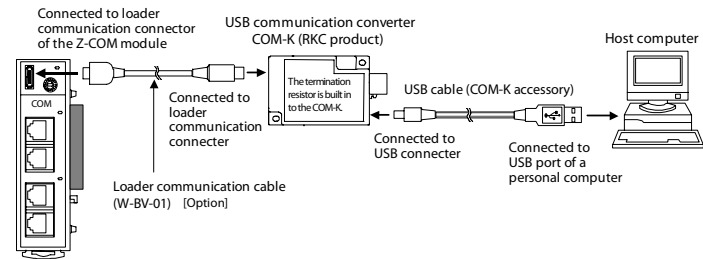 Connected to loader
communication connector
of the Z-COM module
USB communication converter
COM-K (RKC product)
Host computer
COM
The termination
resistor is built in
to the COM-K.
USB cable (COM-K accessory)
Connected to
loader
communication
connecter
Connected to
USB connecter
Connected to
USB port of a
personal computer
Loader communication cable
(W-BV-01) [Option]